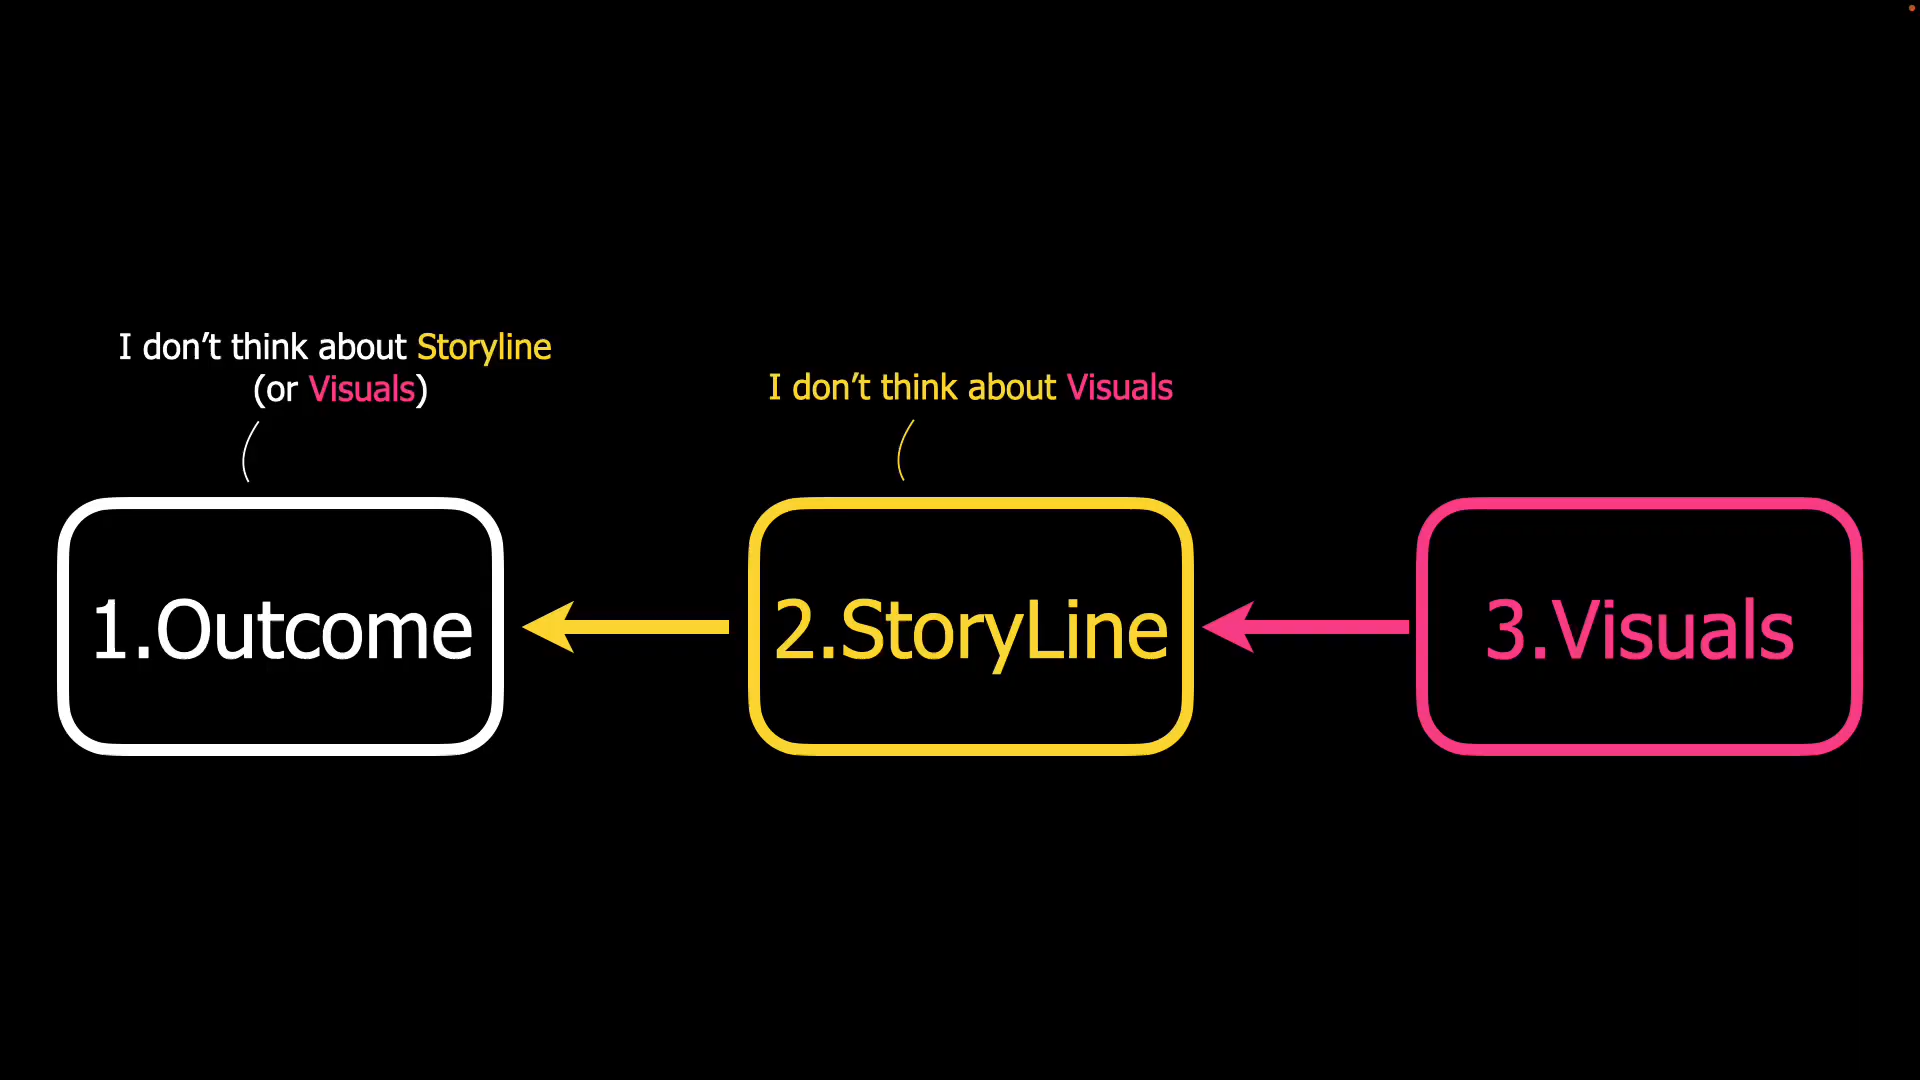 I don’t think about Storyline
(or Visuals)
I don’t think about Visuals
1.Outcome
2.StoryLine
3.Visuals